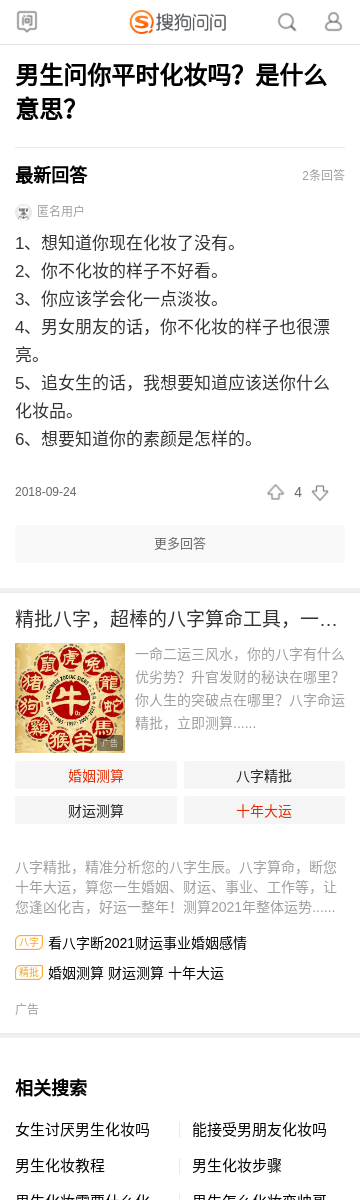 问
搜狗问问
男生问你平时化妆吗？是什么
意思？
最新回答
2条回答
匿名用户
1、想知道你现在化妆了没有。
2、你不化妆的样子不好看。
3、你应该学会化一点淡妆。
4、男女朋友的话，你不化妆的样子也很漂
亮。
5、追女生的话，我想要知道应该送你什么
化妆品。
6、想要知道你的素颜是怎样的。
2018-09-24
4
更多回答
精批八字，超棒的八字算命工具，一…
一命二运三风水，你的八字有什么
优劣势？升官发财的秘诀在哪里？
你人生的突破点在哪里？八字命运
精批，立即测算......
鼠
虎
兔
龍
蛇
馬
羊
猴
雞
狗
猪
牛
广告
婚姻测算
八字精批
财运测算
十年大运
八字精批，精准分析您的八字生辰。八字算命，断您
十年大运，算您一生婚姻、财运、事业、工作等，让
您逢凶化吉，好运一整年！测算2021年整体运势......
八字 看八字断2021财运事业婚姻感情
精批 婚姻测算 财运测算 十年大运
广告
相关搜索
女生讨厌男生化妆吗
能接受男朋友化妆吗
男生化妆教程
男生化妆步骤